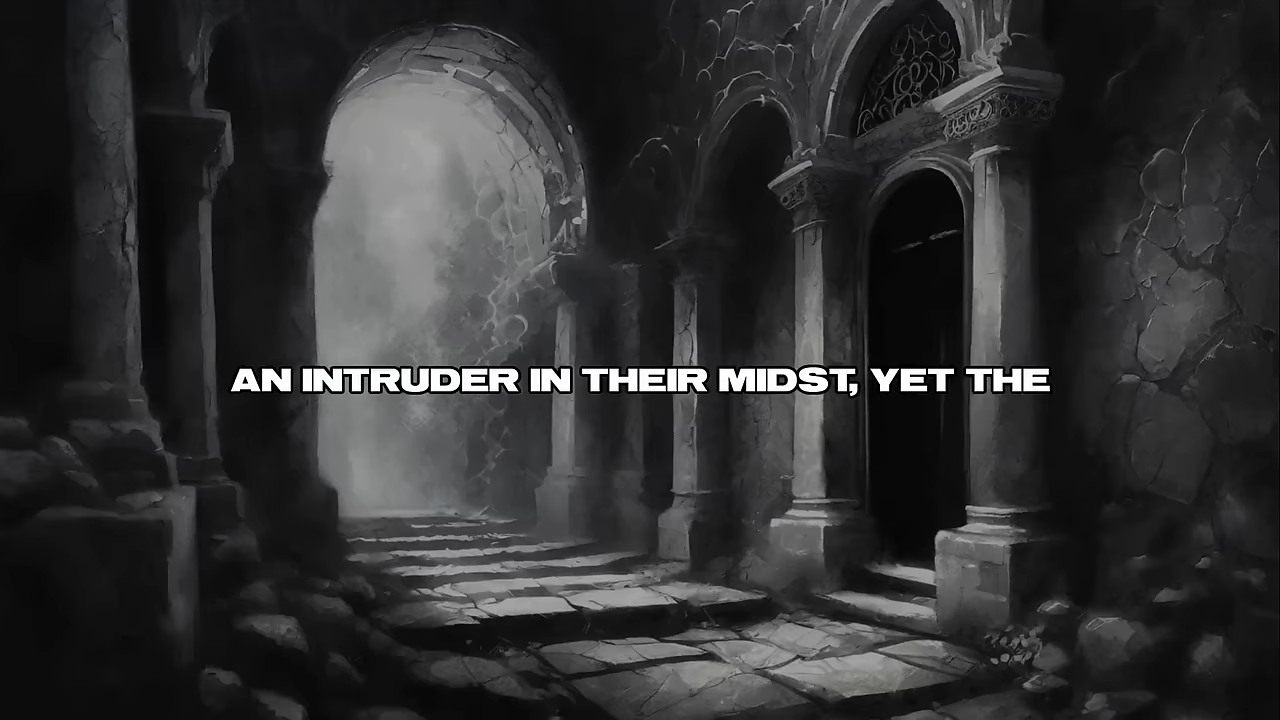 AN INTRUDER IN THEIR MIDST, YET THE